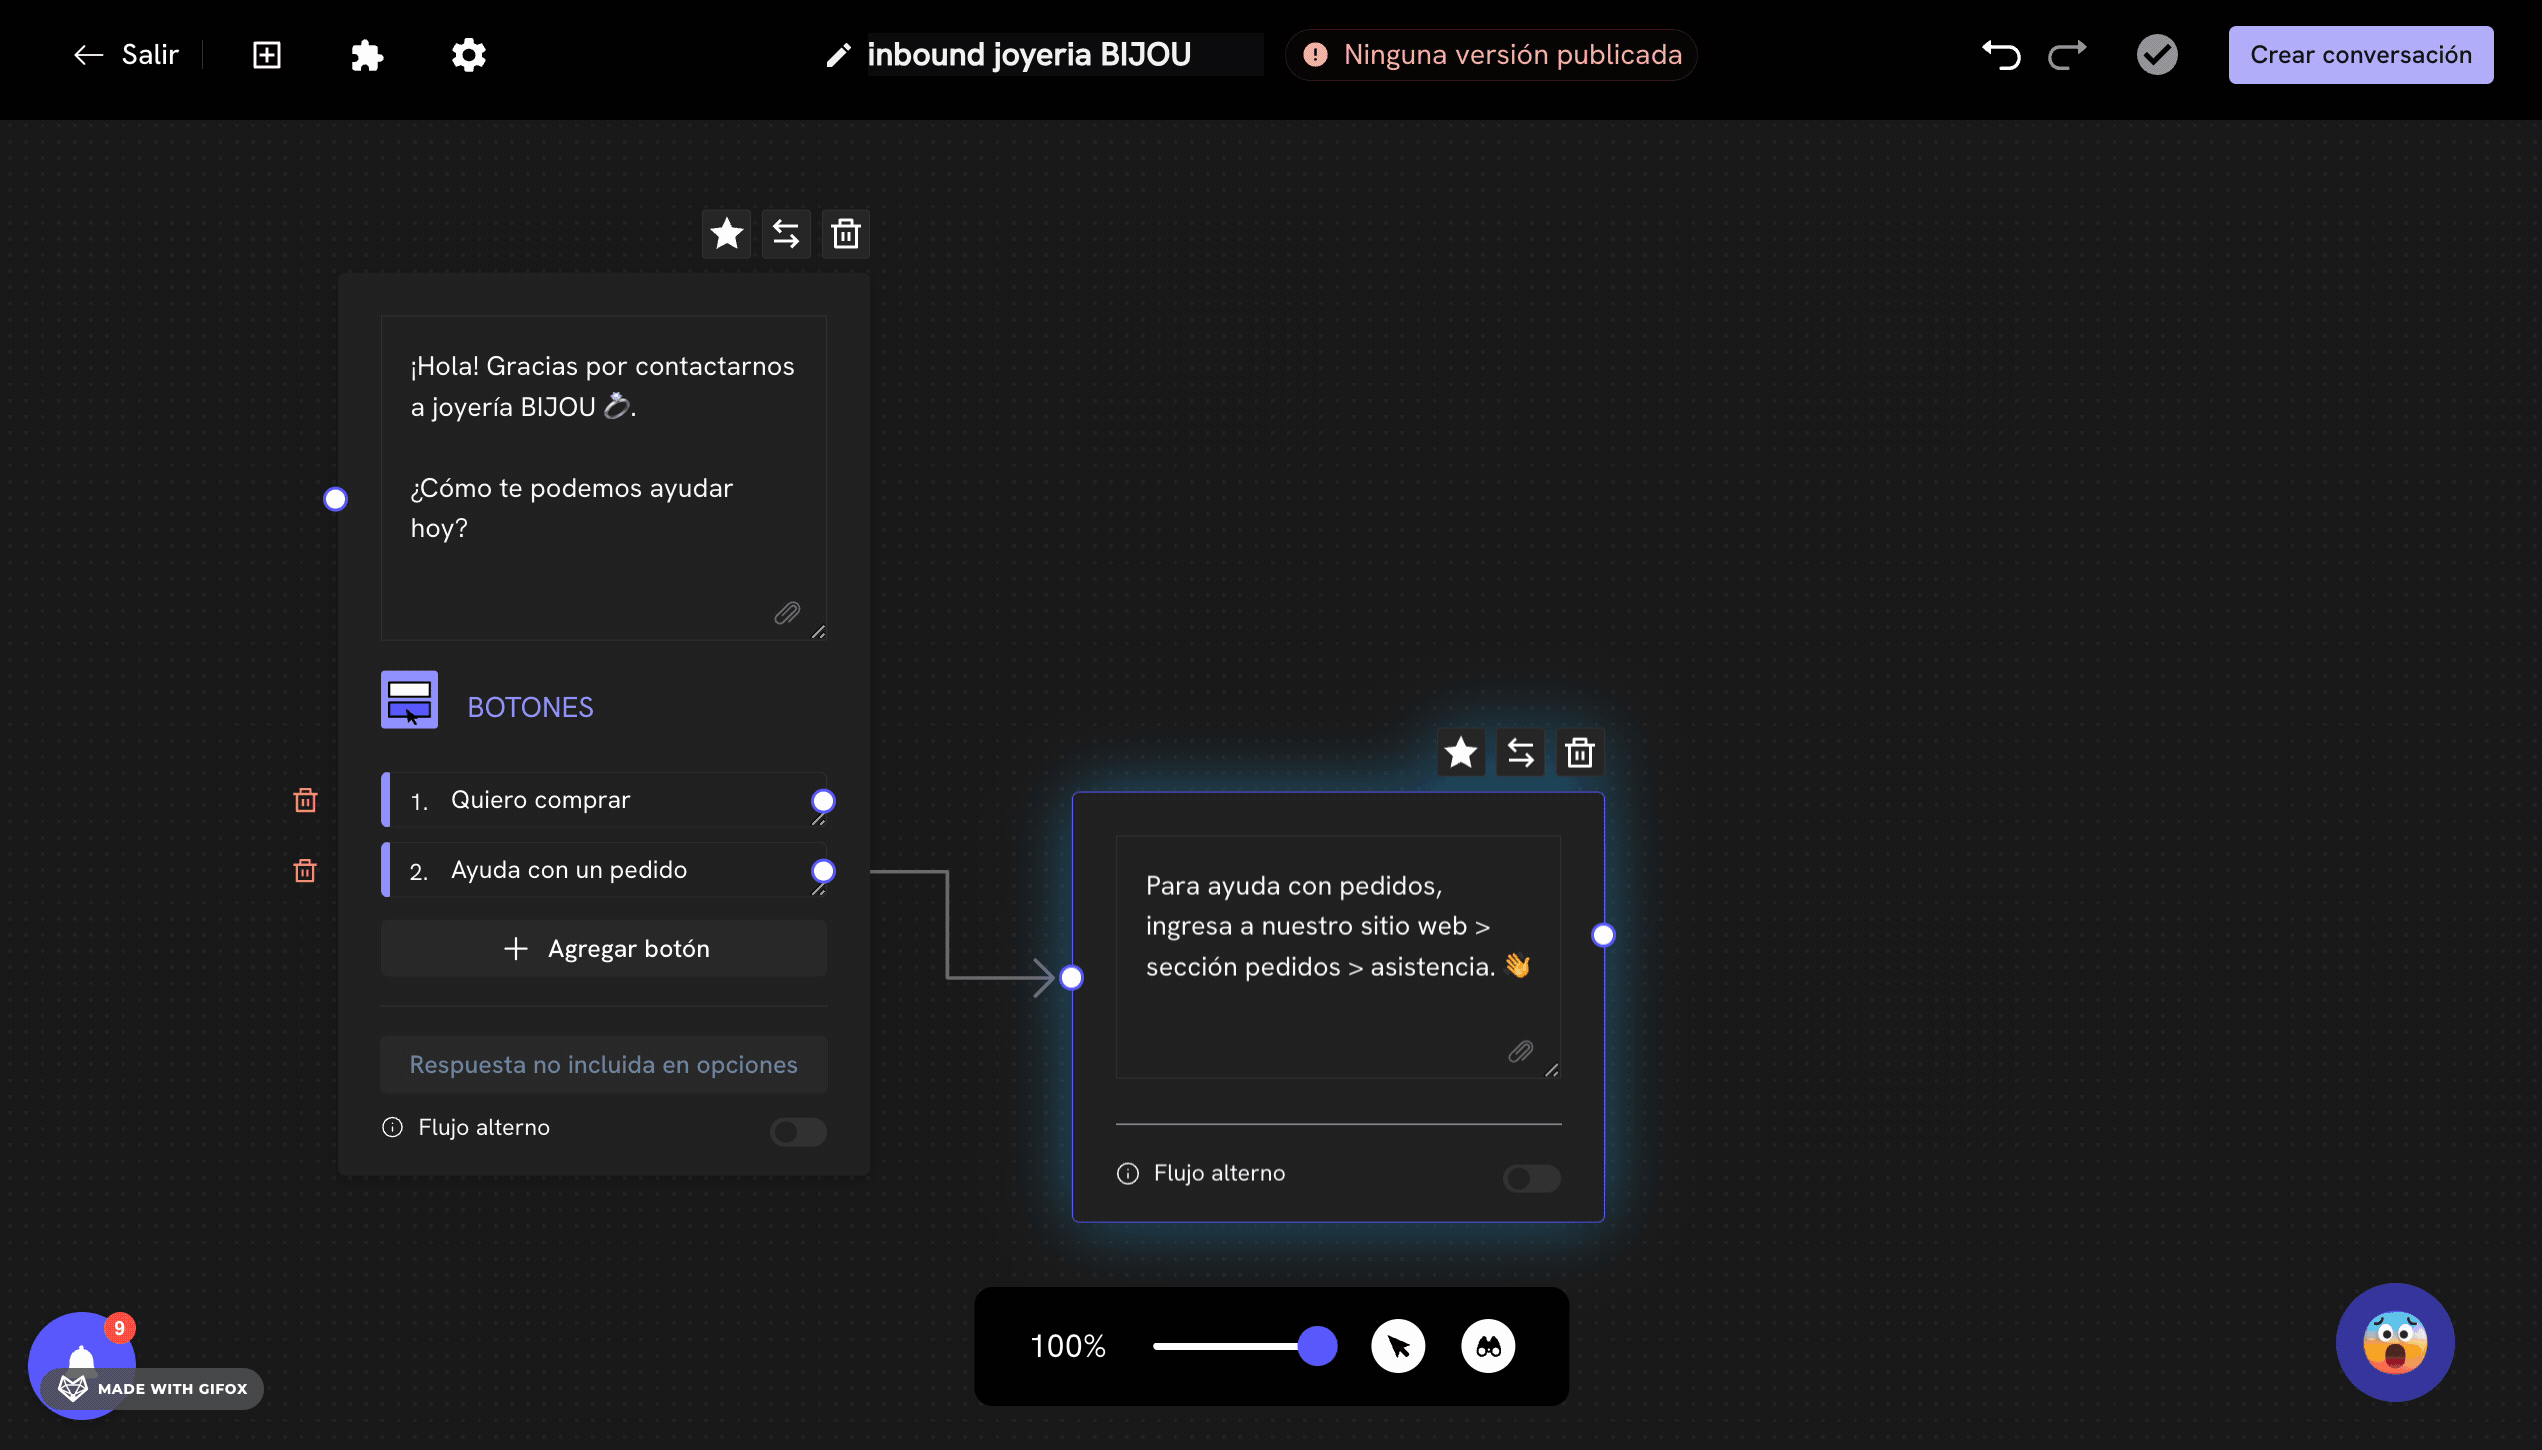 Salir
inbound joyeria BIJOU
Ninguna versión publicada
Crear conversación
¡Hola! Gracias por contactarnos
a joyería BIJOU 💍.
¿Cómo te podemos ayudar
hoy?
BOTONES
1. Quiero comprar
2. Ayuda con un pedido
Agregar botón
Respuesta no incluida en opciones
Flujo alterno
Para ayuda con pedidos,
ingresa a nuestro sitio web >
sección pedidos > asistencia. 👋
Flujo alterno
100%
9
MADE WITH GIFOX